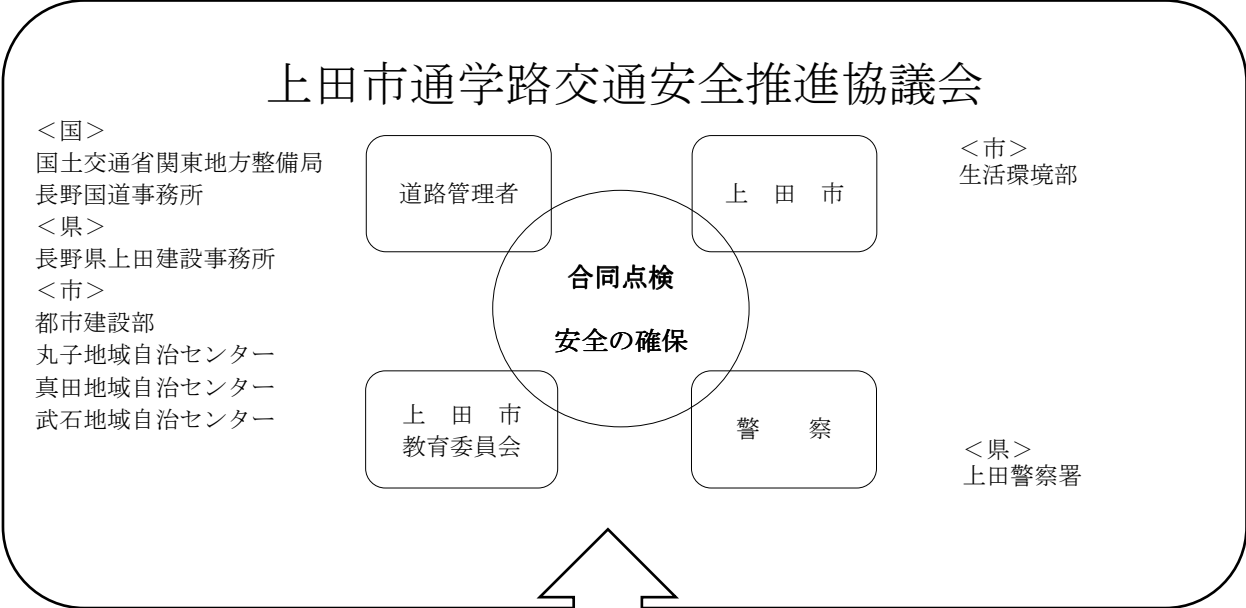 上田市通学路交通安全推進協議会
＜国＞
国土交通省関東地方整備局
長野国道事務所
＜県＞
長野県上田建設事務所
＜市＞
都市建設部
丸子地域自治センター
真田地域自治センター
武石地域自治センター
道路管理者
上　田　市
＜市＞
生活環境部
合同点検
安全の確保
上　田　市
教育委員会
警　　察
＜県＞
上田警察署